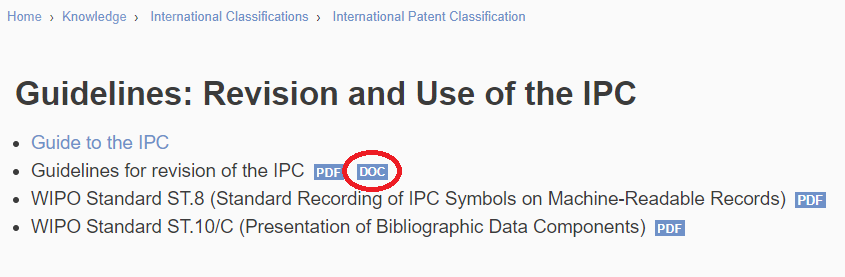 Home › Knowledge › International Classifications › International Patent Classification
Guidelines: Revision and Use of the IPC
• Guide to the IPC
• Guidelines for revision of the IPC PDF DOC
• WIPO Standard ST.8 (Standard Recording of IPC Symbols on Machine-Readable Records) PDF
• WIPO Standard ST.10/C (Presentation of Bibliographic Data Components) PDF